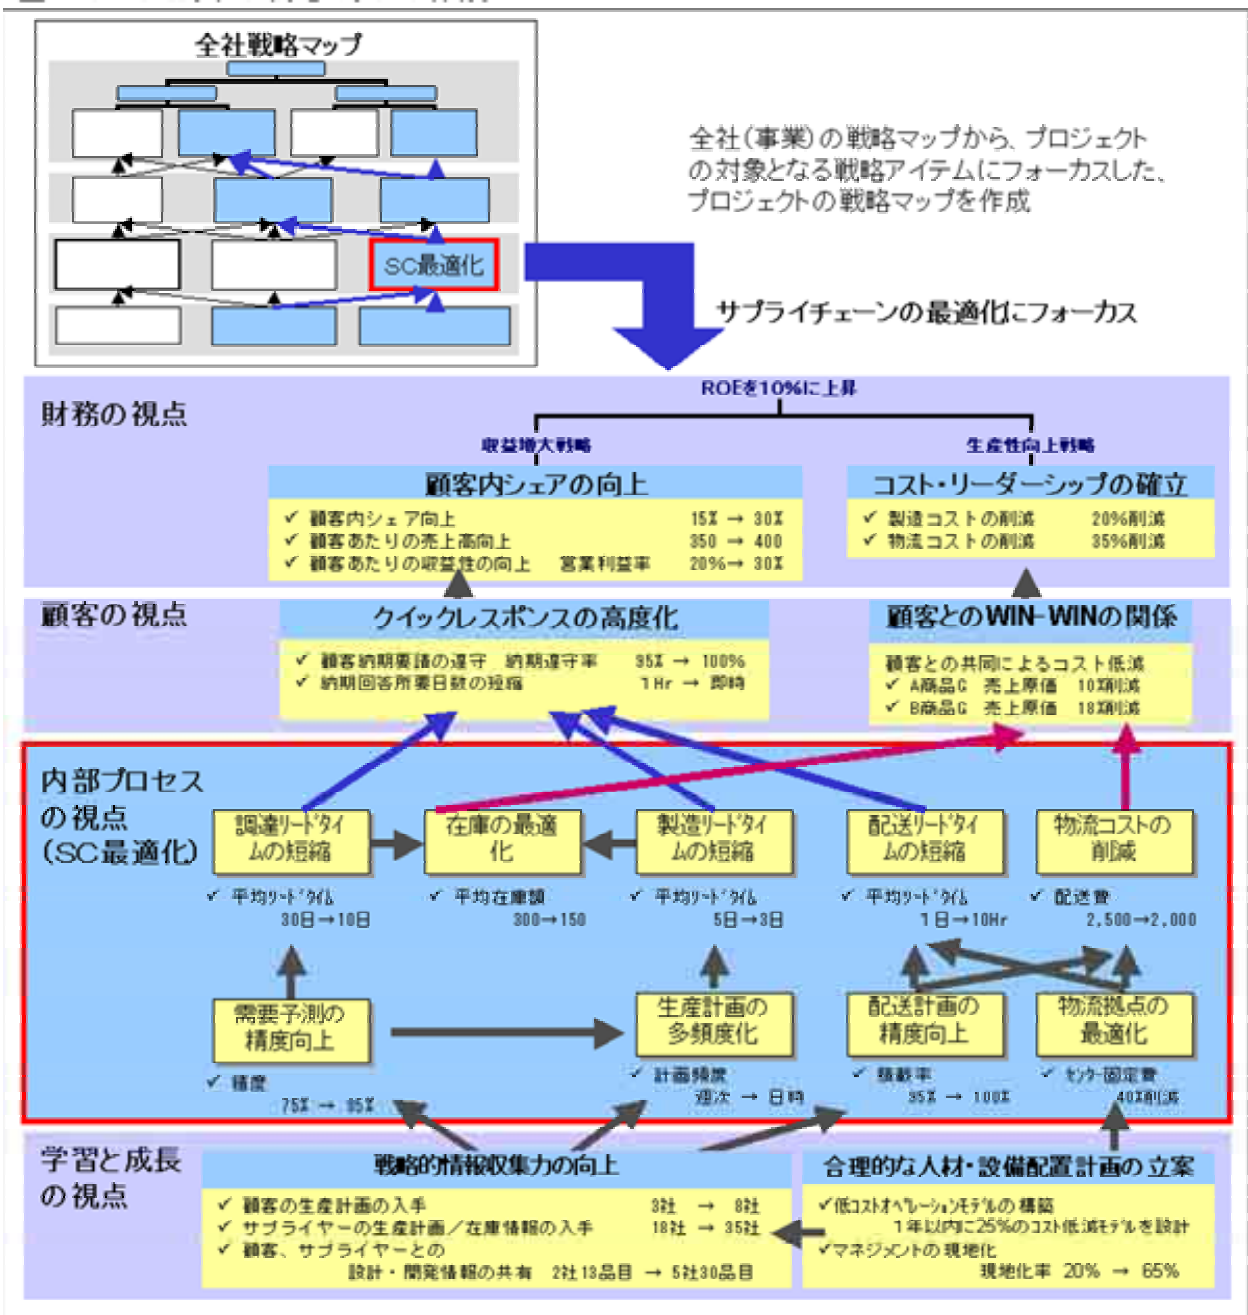 全社戦略マップ
SC最適化
全社（事業）の戦略マップから、プロジェクト
の対象となる戦略アイテムにフォーカスした、
プロジェクトの戦略マップを作成
サプライチェーンの最適化にフォーカス
財務の視点
ROEを10%に上昇
収益増大戦略
生産性向上戦略
顧客内シェアの向上
✓ 顧客内シェア向上 15% → 30%
✓ 顧客あたりの売上高向上 350 → 400
✓ 顧客あたりの収益性の向上 営業利益率 20%→ 30%
コスト・リーダーシップの確立
✓ 製造コストの削減 20%削減
✓ 物流コストの削減 35%削減
顧客の視点
クイックレスポンスの高度化
✓ 顧客納期要請の遵守 納期遵守率 95% → 100%
✓ 納期回答所要日数の短縮 1Hr → 即時
顧客とのWIN-WINの関係
顧客との共同によるコスト低減
✓ A商品G 売上原価 10%削減
✓ B商品G 売上原価 18%削減
内部プロセス
の視点
（SC最適化）
調達リードタイ
ムの短縮
✓ 平均リードタイム
30日→10日
在庫の最適
化
✓ 平均在庫額
300→150
製造リードタイ
ムの短縮
✓ 平均リードタイム
5日→3日
配送リードタイ
ムの短縮
✓ 平均リードタイム
1日→10Hr
物流コストの
削減
✓ 配送費
2,500→2,000
需要予測の
精度向上
✓ 精度
75% → 85%
生産計画の
多頻度化
✓ 計画頻度
週次 → 日時
配送計画の
精度向上
✓ 積載率
95% → 100%
物流拠点の
最適化
✓ センター固定費
40%削減
学習と成長
の視点
戦略的情報収集力の向上
✓ 顧客の生産計画の入手 3社 → 8社
✓ サプライヤーの生産計画／在庫情報の入手 18社 → 35社
✓ 顧客、サプライヤーとの
設計・開発情報の共有 2社13品目 → 5社30品目
合理的な人材・設備配置計画の立案
✓低コストオペレーションモデルの構築
1年以内に25%のコスト低減モデルを設計
✓マネジメントの現地化
現地化率 20% → 65%